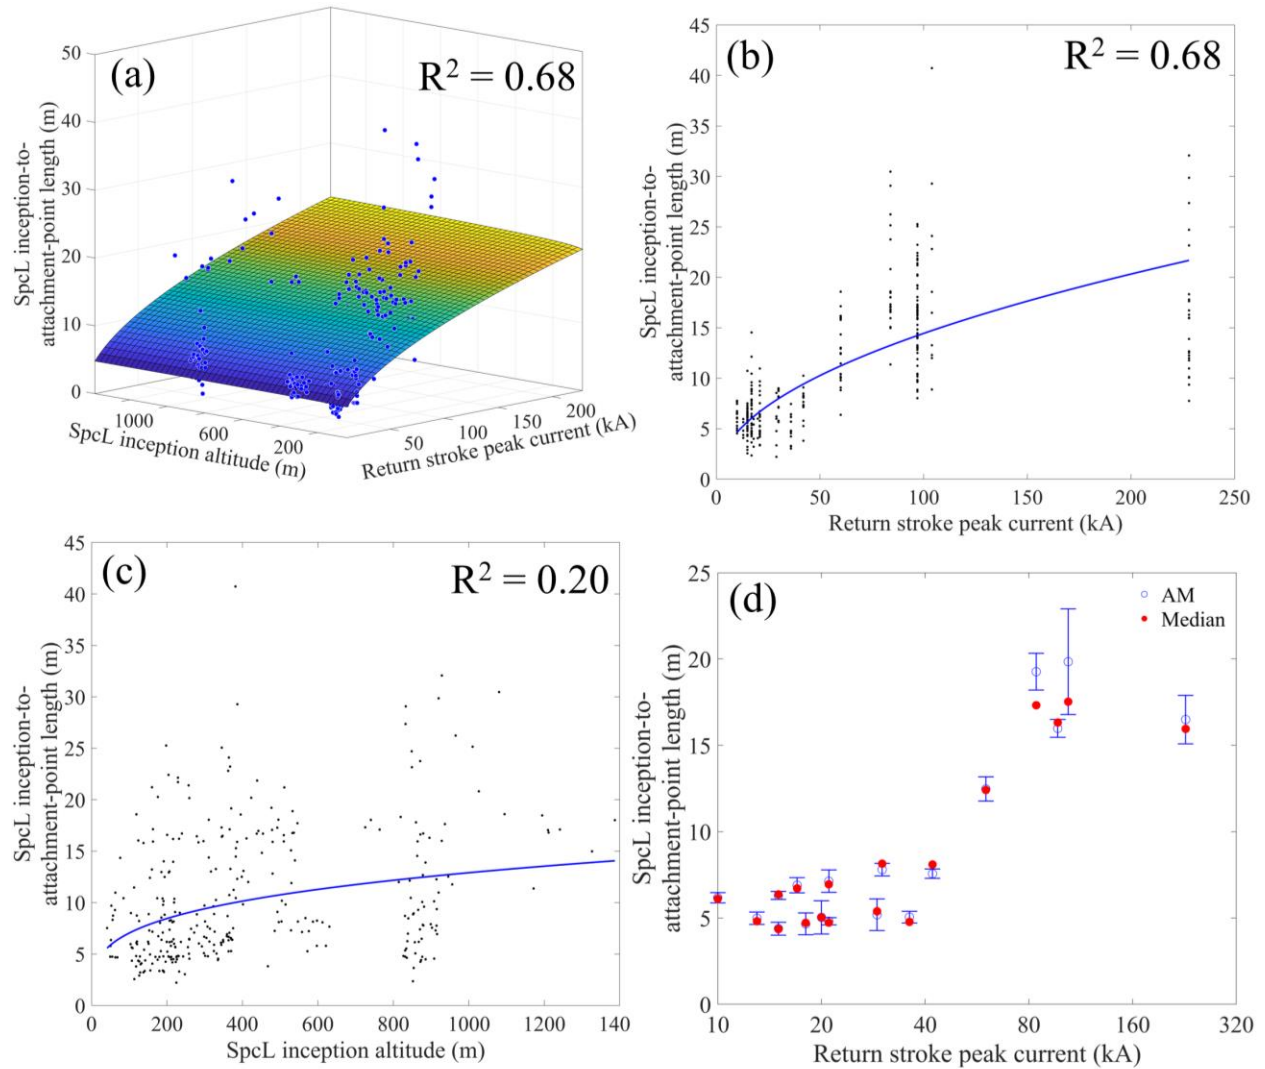 (a)
R² = 0.68
50
40
30
20
10
0
SpcL inception-to-
attachment-point length (m)
1000
600
200
SpcL inception altitude (m)
50
100
150
200
Return stroke peak current (kA)
(b)
R² = 0.68
45
40
35
30
25
20
15
10
5
0
SpcL inception-to-
attachment-point length (m)
0 50 100 150 200 250
Return stroke peak current (kA)
(c)
R² = 0.20
45
40
35
30
25
20
15
10
5
0
SpcL inception-to-
attachment-point length (m)
0 200 400 600 800 1000 1200 140
SpcL inception altitude (m)
(d)
AM
Median
25
20
15
10
5
0
SpcL inception-to-
attachment-point length (m)
10 20 40 80 160 320
Return stroke peak current (kA)